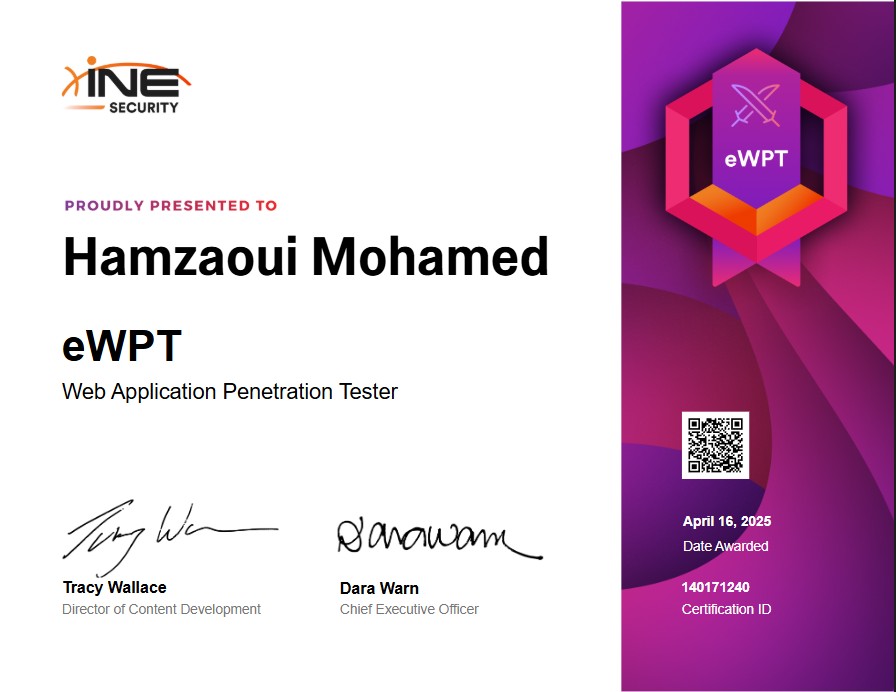 INE
SECURITY
PROUDLY PRESENTED TO
Hamzaoui Mohamed
eWPT
Web Application Penetration Tester
Tracy Wallace
Director of Content Development
Dara Warn
Chief Executive Officer
eWPT
April 16, 2025
Date Awarded
140171240
Certification ID